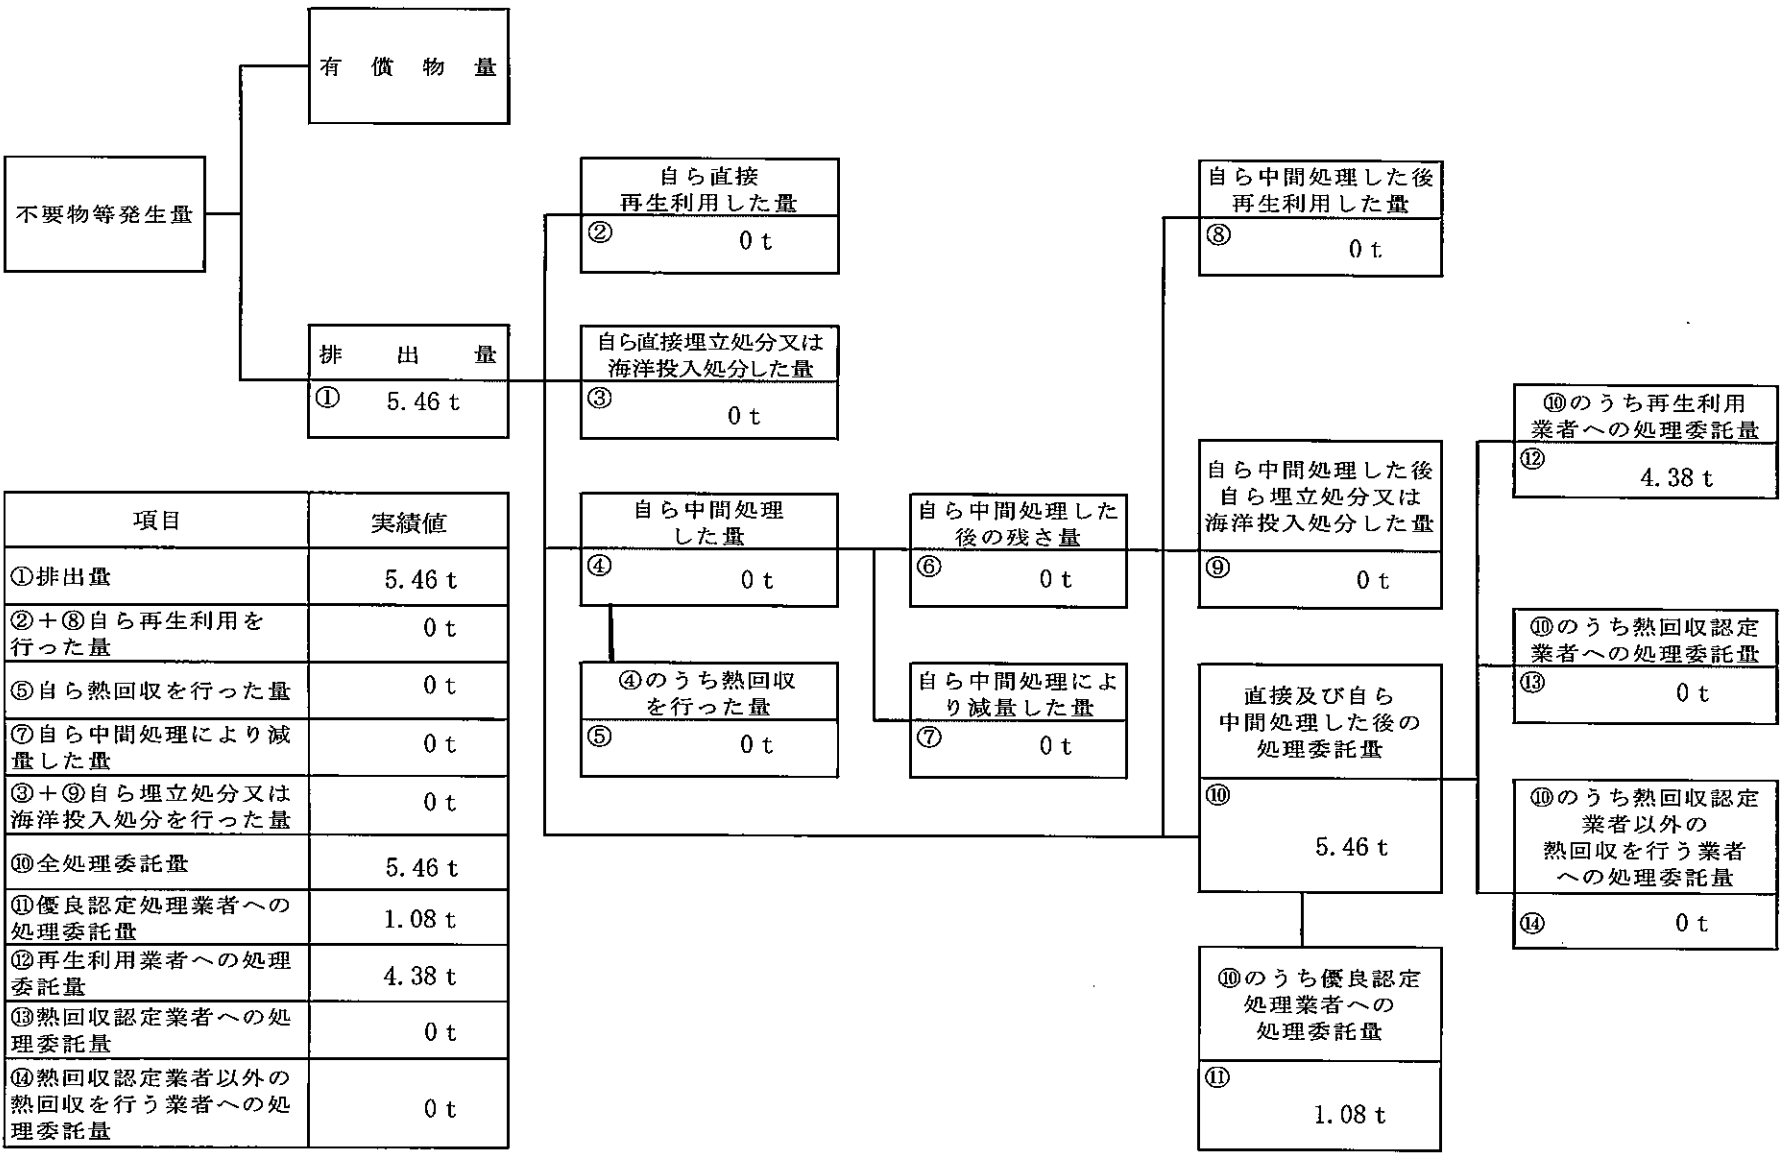 有償物量
不要物等発生量
排出量
① 5.46 t
自ら直接
再生利用した量
② 0 t
自ら直接埋立処分又は
海洋投入処分した量
③ 0 t
自ら中間処理
した量
④ 0 t
④のうち熱回収
を行った量
⑤ 0 t
自ら中間処理した
後の残さ量
⑥ 0 t
自ら中間処理によ
り減量した量
⑦ 0 t
自ら中間処理した後
再生利用した量
⑧ 0 t
自ら中間処理した後
自ら埋立処分又は
海洋投入処分した量
⑨ 0 t
直接及び自ら
中間処理した後の
処理委託量
⑩
5.46 t
⑩のうち優良認定
処理業者への
処理委託量
⑪
1.08 t
⑩のうち再生利用
業者への処理委託量
⑫ 4.38 t
⑩のうち熱回収認定
業者への処理委託量
⑬ 0 t
⑩のうち熱回収認定
業者以外の
熱回収を行う業者
への処理委託量
⑭ 0 t
項目 実績値
①排出量 5.46 t
②＋⑧自ら再生利用を
行った量 0 t
⑤自ら熱回収を行った量 0 t
⑦自ら中間処理により減
量した量 0 t
③＋⑨自ら埋立処分又は
海洋投入処分を行った量 0 t
⑩全処理委託量 5.46 t
⑪優良認定処理業者への
処理委託量 1.08 t
⑫再生利用業者への処理
委託量 4.38 t
⑬熱回収認定業者への処
理委託量 0 t
⑭熱回収認定業者以外の
熱回収を行う業者への処
理委託量 0 t